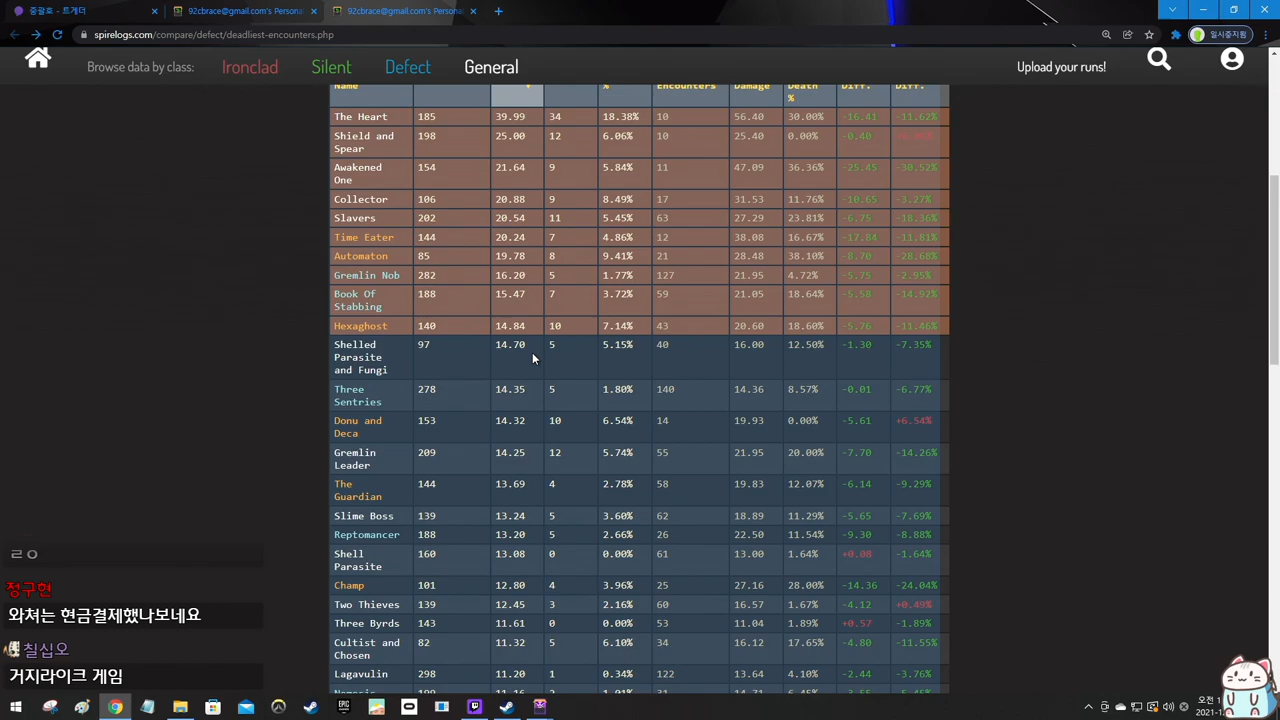 중괄호 - 트게더
92cbrace@gmail.com's Persona
92cbrace@gmail.com's Persona
spirelogs.com/compare/defect/deadliest-encounters.php
일시중지됨
Browse data by class: Ironclad Silent Defect General Upload your runs!
Name % Encounters Damage Death % Diff. Diff.
The Heart 185 39.99 34 18.38% 10 56.40 30.00% -16.41 -11.62%
Shield and Spear 198 25.00 12 6.06% 10 25.40 0.00% -0.40
Awakened One 154 21.64 9 5.84% 11 47.09 36.36% -25.45 -30.52%
Collector 106 20.88 9 8.49% 17 31.53 11.76% -10.65 -3.27%
Slavers 202 20.54 11 5.45% 63 27.29 23.81% -6.75 -18.36%
Time Eater 144 20.24 7 4.86% 12 38.08 16.67% -17.84 -11.81%
Automaton 85 19.78 8 9.41% 21 28.48 38.10% -8.70 -28.68%
Gremlin Nob 282 16.20 5 1.77% 127 21.95 4.72% -5.75 -2.95%
Book Of Stabbing 188 15.47 7 3.72% 59 21.05 18.64% -5.58 -14.92%
Hexaghost 140 14.84 10 7.14% 43 20.60 18.60% -5.76 -11.46%
Shelled Parasite and Fungi 97 14.70 5 5.15% 40 16.00 12.50% -1.30 -7.35%
Three Sentries 278 14.35 5 1.80% 140 14.36 8.57% -0.01 -6.77%
Donu and Deca 153 14.32 10 6.54% 14 19.93 0.00% -5.61 +6.54%
Gremlin Leader 209 14.25 12 5.74% 55 21.95 20.00% -7.70 -14.26%
The Guardian 144 13.69 4 2.78% 58 19.83 12.07% -6.14 -9.29%
Slime Boss 139 13.24 5 3.60% 62 18.89 11.29% -5.65 -7.69%
Reptomancer 188 13.20 5 2.66% 26 22.50 11.54% -9.30 -8.88%
Shell Parasite 160 13.08 0 0.00% 61 13.00 1.64% +0.08 -1.64%
Champ 101 12.80 4 3.96% 25 27.16 28.00% -14.36 -24.04%
Two Thieves 139 12.45 3 2.16% 60 16.57 1.67% -4.12 +0.49%
Three Byrds 143 11.61 0 0.00% 53 11.04 1.89% +0.57 -1.89%
Cultist and Chosen 82 11.32 5 6.10% 34 16.12 17.65% -4.80 -11.55%
Lagavulin 298 11.20 1 0.34% 122 13.64 4.10% -2.44 -3.76%
ㄹㅇ
정구현
와쳐는 현금결제했나보네요
칠십오
거지라이크 게임
EPIC
오전 1
2021-1